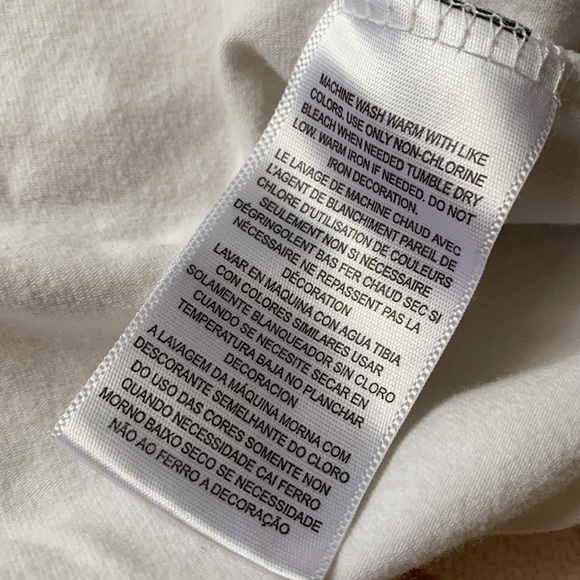 MACHINE WASH WARM WITH LIKE
COLORS, USE ONLY NON-CHLORINE
BLEACH WHEN NEEDED TUMBLE DRY
LOW. WARM IRON IF NEEDED. DO NOT
IRON DECORATION.
LE LAVAGE DE MACHINE CHAUD AVEC
L'AGENT DE BLANCHIMENT PAREIL DE
CHLORE D'UTILISATION DE COULEURS
SEULEMENT NON SI NÉCESSAIRE
DÉGRINGOLENT BAS FER CHAUD SEC SI
NÉCESSAIRE NE REPASSENT PAS LA
DÉCORATION
LAVAR EN MÁQUINA CON AGUA TIBIA
CON COLORES SIMILARES USAR
SOLAMENTE BLANQUEADOR SIN CLORO
CUANDO SE NECESITE SECAR EN
TEMPERATURA BAJA NO PLANCHAR
DECORACION
A LAVAGEM DA MÁQUINA MORNA COM
DESCORANTE SEMELHANTE DO CLORO
DO USO DAS CORES SOMENTE NON
QUANDO NECESSIDADE CAI FERRO
MORNO BAIXO SECO SE NECESSIDADE
NÃO AO FERRO A DECORAÇÃO